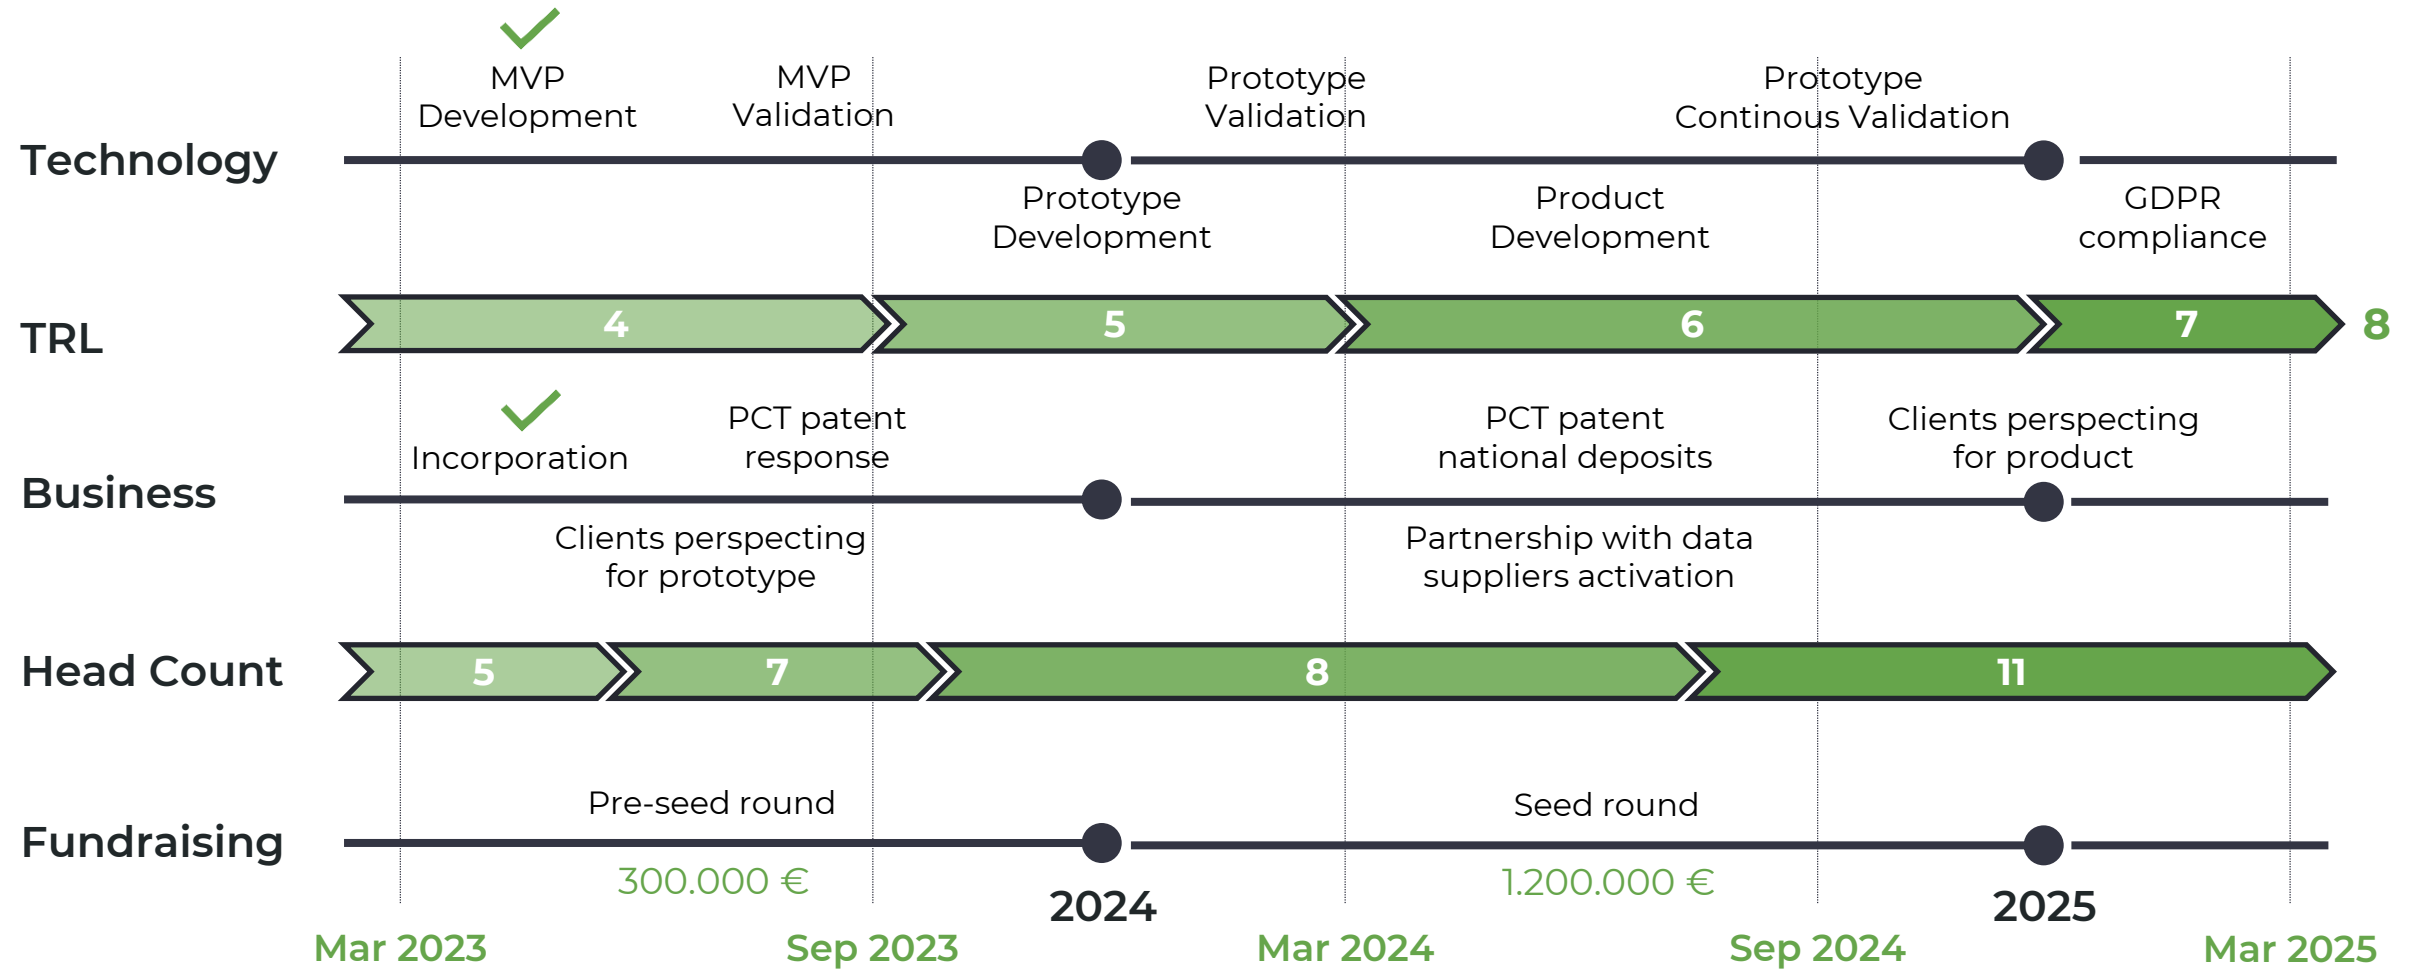 MVP
Development
MVP
Validation
Prototype
Validation
Prototype
Continous Validation
Technology
Prototype
Development
Product
Development
GDPR
compliance
TRL
4
5
6
7
8
Incorporation
PCT patent
response
PCT patent
national deposits
Clients perspecting
for product
Business
Clients perspecting
for prototype
Partnership with data
suppliers activation
Head Count
5
7
8
11
Pre-seed round
Seed round
Fundraising
300.000 €
1.200.000 €
2024
2025
Mar 2023
Sep 2023
Mar 2024
Sep 2024
Mar 2025